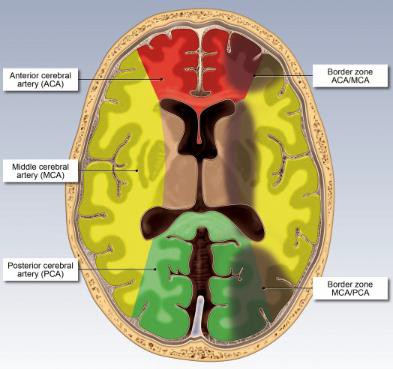 Anterior cerebral
artery (ACA)
Border zone
ACA/MCA
Middle cerebral
artery (MCA)
Posterior cerebral
artery (PCA)
Border zone
MCA/PCA